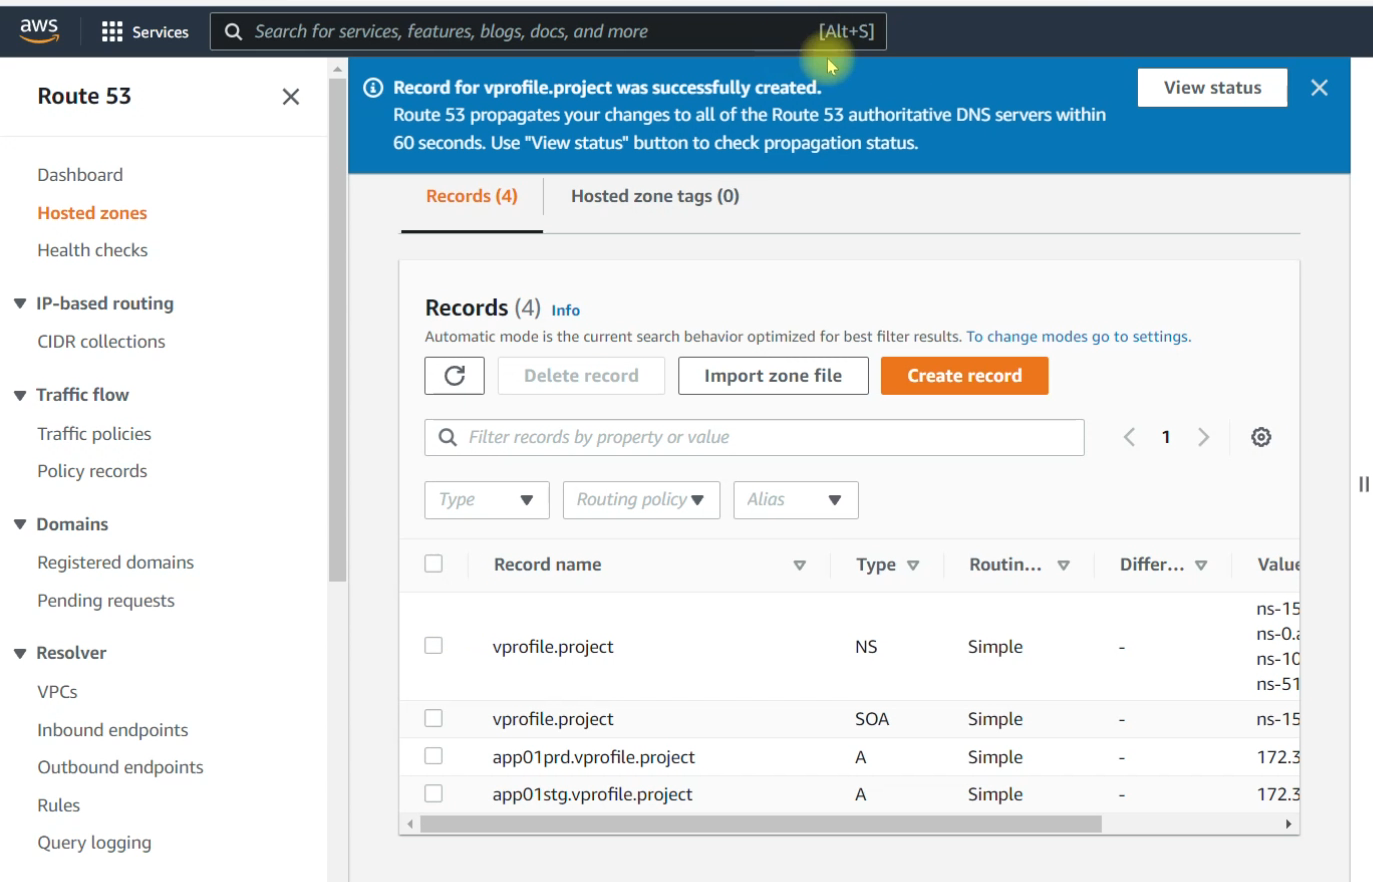 aws
Services
Search for services, features, blogs, docs, and more
[Alt+S]
Route 53
Dashboard
Hosted zones
Health checks
IP-based routing
CIDR collections
Traffic flow
Traffic policies
Policy records
Domains
Registered domains
Pending requests
Resolver
VPCs
Inbound endpoints
Outbound endpoints
Rules
Query logging
Record for vprofile.project was successfully created.
Route 53 propagates your changes to all of the Route 53 authoritative DNS servers within
60 seconds. Use "View status" button to check propagation status.
View status
Records (4)
Hosted zone tags (0)
Records (4) Info
Automatic mode is the current search behavior optimized for best filter results. To change modes go to settings.
Delete record
Import zone file
Create record
Filter records by property or value
1
Type
Routing policy
Alias
Record name Type Routin... Differ... Value
vprofile.project NS Simple - ns-15
ns-0.a
ns-10
ns-51
vprofile.project SOA Simple - ns-15
app01prd.vprofile.project A Simple - 172.3
app01stg.vprofile.project A Simple - 172.3